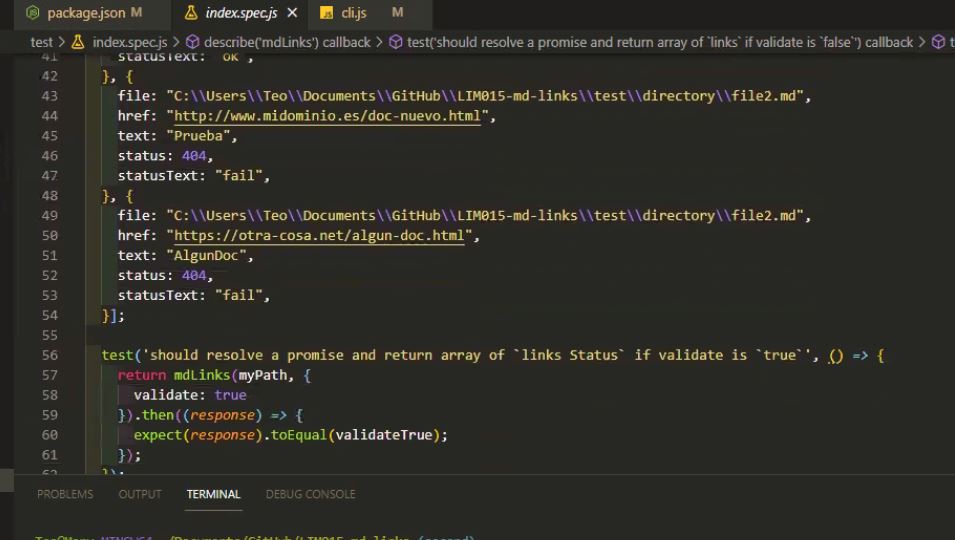 package.json M index.spec.js cli.js M
test > index.spec.js > describe('mdLinks') callback > test('should resolve a promise and return array of `links` if validate is `false`') callback > t
41 statusText: "ok",
42 }, {
43 file: "C:\\Users\\Teo\\Documents\\GitHub\\LIM015-md-links\\test\\directory\\file2.md",
44 href: "http://www.midominio.es/doc-nuevo.html",
45 text: "Prueba",
46 status: 404,
47 statusText: "fail",
48 }, {
49 file: "C:\\Users\\Teo\\Documents\\GitHub\\LIM015-md-links\\test\\directory\\file2.md",
50 href: "https://otra-cosa.net/algun-doc.html",
51 text: "AlgunDoc",
52 status: 404,
53 statusText: "fail",
54 }];
55
56 test('should resolve a promise and return array of `links Status` if validate is `true`', () => {
57 return mdLinks(myPath, {
58 validate: true
59 }).then((response) => {
60 expect(response).toEqual(validateTrue);
61 });
62 });
PROBLEMS OUTPUT TERMINAL DEBUG CONSOLE
~/Documents/GitHub/LIM015-md-links (second)